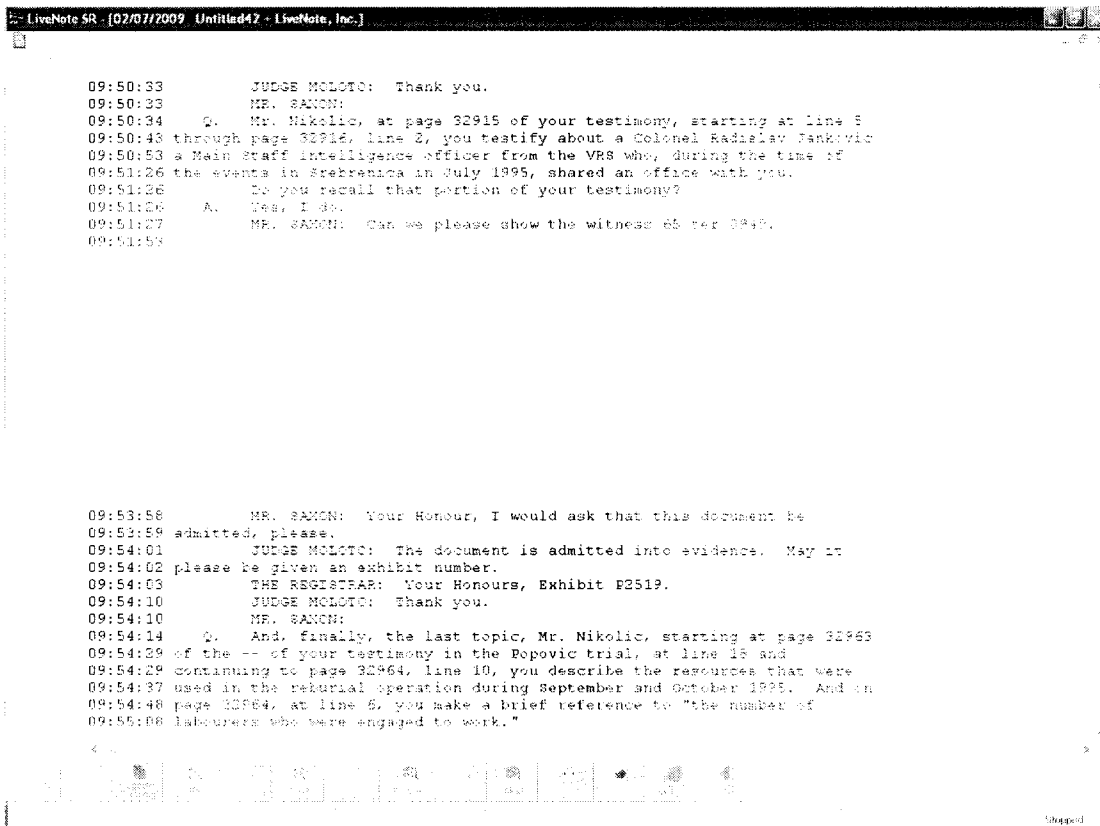 LiveNote SR - [02/07/2009 Untitled42 - LiveNote, Inc.]
09:50:33 JUDGE MOLOTO: Thank you.
09:50:33 MR. SAXON:
09:50:34 Q. Mr. Nikolic, at page 32915 of your testimony, starting at line 5
09:50:43 through page 32916, line 2, you testify about a Colonel Radislav Jankovic
09:50:53 a Main Staff intelligence officer from the VRS who, during the time of
09:51:26 the events in Srebrenica in July 1995, shared an office with you.
09:51:26 Do you recall that portion of your testimony?
09:51:26 A. Yes, I do.
09:51:27 MR. SAXON: Can we please show the witness 65 ter
09:51:53
09:53:58 MR. SAXON: Your Honour, I would ask that this document be
09:53:59 admitted, please.
09:54:01 JUDGE MOLOTO: The document is admitted into evidence. May it
09:54:02 please be given an exhibit number.
09:54:03 THE REGISTRAR: Your Honours, Exhibit P2519.
09:54:10 JUDGE MOLOTO: Thank you.
09:54:10 MR. SAXON:
09:54:14 Q. And, finally, the last topic, Mr. Nikolic, starting at page 32963
09:54:29 of the -- of your testimony in the Popovic trial, at line 18 and
09:54:29 continuing to page 32964, line 10, you describe the resources that were
09:54:37 used in the reburial operation during September and October 1995. And on
09:54:48 page 32964, at line 6, you make a brief reference to "the number of
09:55:08 labourers who were engaged to work."
Stopped